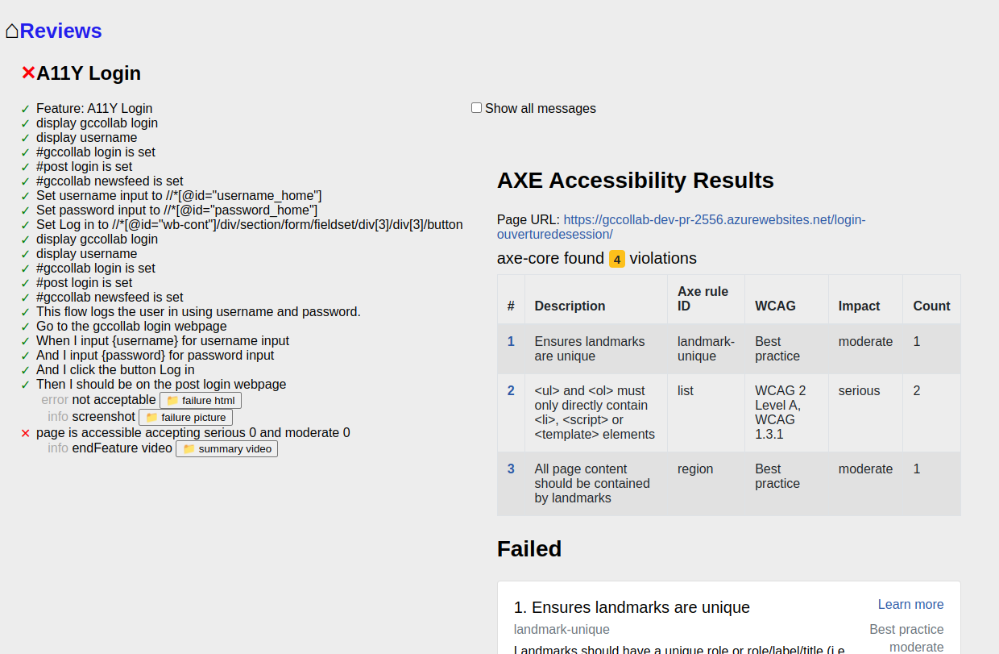 ⌂Reviews
✕A11Y Login
✓ Feature: A11Y Login
✓ display gccollab login
✓ display username
✓ #gccollab login is set
✓ #post login is set
✓ #gccollab newsfeed is set
✓ Set username input to //*[@id="username_home"]
✓ Set password input to //*[@id="password_home"]
✓ Set Log in to //*[@id="wb-cont"]/div/section/form/fieldset/div[3]/div[3]/button
✓ display gccollab login
✓ display username
✓ #gccollab login is set
✓ #post login is set
✓ #gccollab newsfeed is set
✓ This flow logs the user in using username and password.
✓ Go to the gccollab login webpage
✓ When I input {username} for username input
✓ And I input {password} for password input
✓ And I click the button Log in
✓ Then I should be on the post login webpage
error not acceptable 📁 failure html
info screenshot 📁 failure picture
✕ page is accessible accepting serious 0 and moderate 0
info endFeature video 📁 summary video
Show all messages
AXE Accessibility Results
Page URL: https://gccollab-dev-pr-2556.azurewebsites.net/login-
ouverturedesession/
axe-core found 4 violations
# Description Axe rule ID WCAG Impact Count
1 Ensures landmarks are unique landmark-unique Best practice moderate 1
2 <ul> and <ol> must only directly contain <li>, <script> or <template> elements list WCAG 2 Level A, WCAG 1.3.1 serious 2
3 All page content should be contained by landmarks region Best practice moderate 1
Failed
1. Ensures landmarks are unique Learn more
landmark-unique Best practice
moderate
Landmarks should have a unique role or role/label/title (i.e.